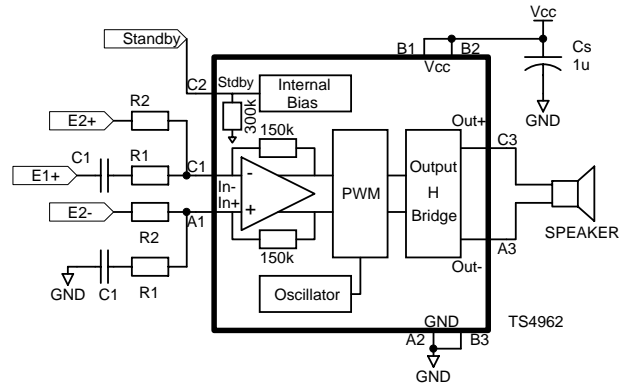 Vcc
Standby
B1
B2
Vcc
Cs
1u
GND
C2
Stdby
Internal
Bias
300k
R2
E2+
150k
Out+
C3
C1
R1
C1
E1+
In-
In+
-
+
PWM
Output
H
Bridge
E2-
R2
A1
150k
SPEAKER
A3
Out-
GND
C1
R1
Oscillator
GND
TS4962
A2
B3
GND